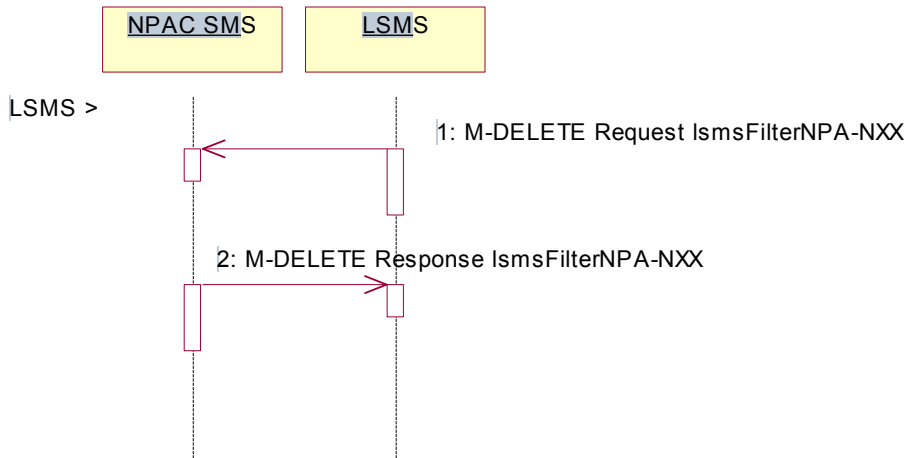 NPAC SMS
LSMS
LSMS >
1: M-DELETE Request lsmsFilterNPA-NXX
2: M-DELETE Response lsmsFilterNPA-NXX